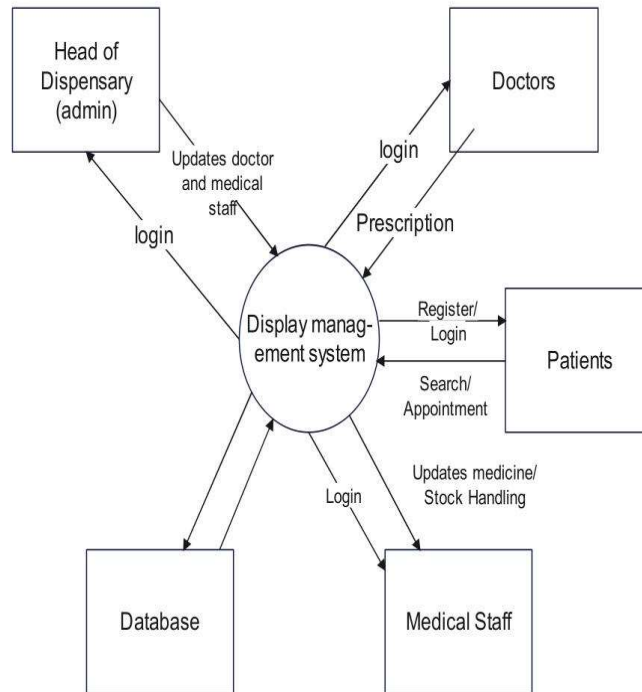 Head of
Dispensary
(admin)
Doctors
Updates doctor
and medical
staff
login
login
Prescription
Display manag-
ement system
Register/
Login
Patients
Search/
Appointment
Updates medicine/
Stock Handling
Login
Database
Medical Staff